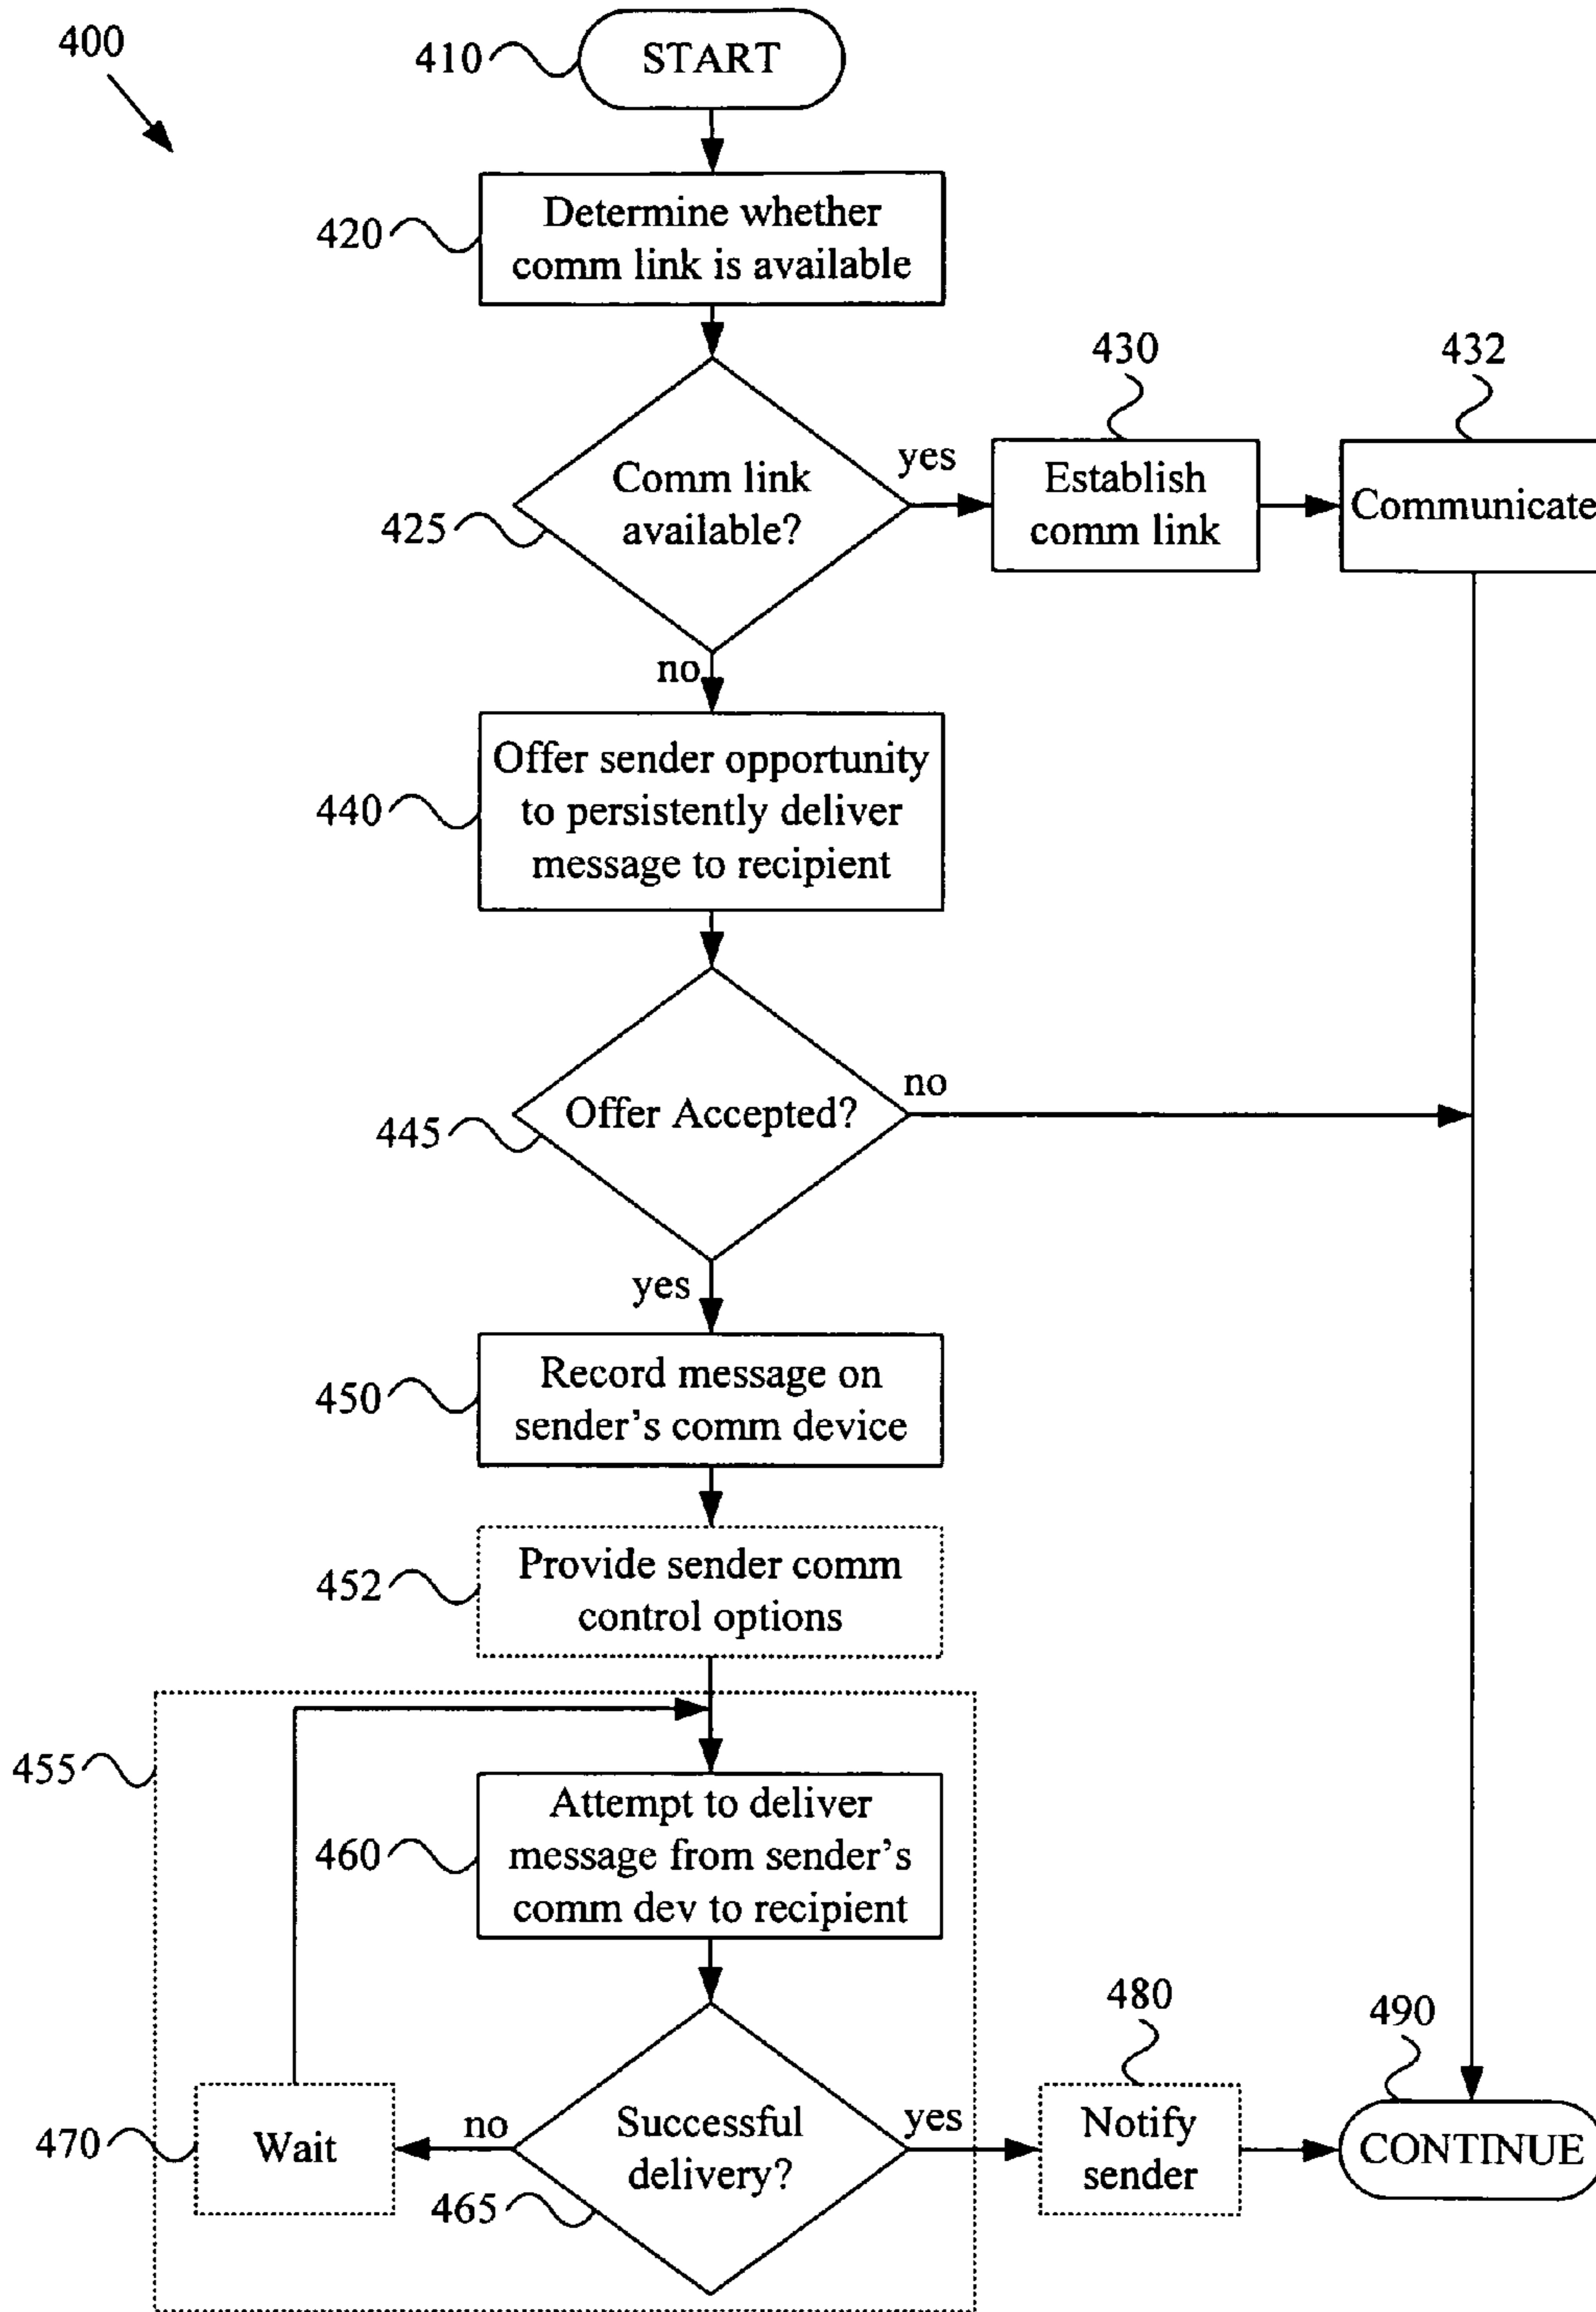 400
410
START
420
Determine whether
comm link is available
430
432
425
Comm link
available?
yes
Establish
comm link
Communicate
no
440
Offer sender opportunity
to persistently deliver
message to recipient
445
Offer Accepted?
no
yes
450
Record message on
sender's comm device
452
Provide sender comm
control options
455
460
Attempt to deliver
message from sender's
comm dev to recipient
480
490
470
Wait
no
465
Successful
delivery?
yes
Notify
sender
CONTINUE